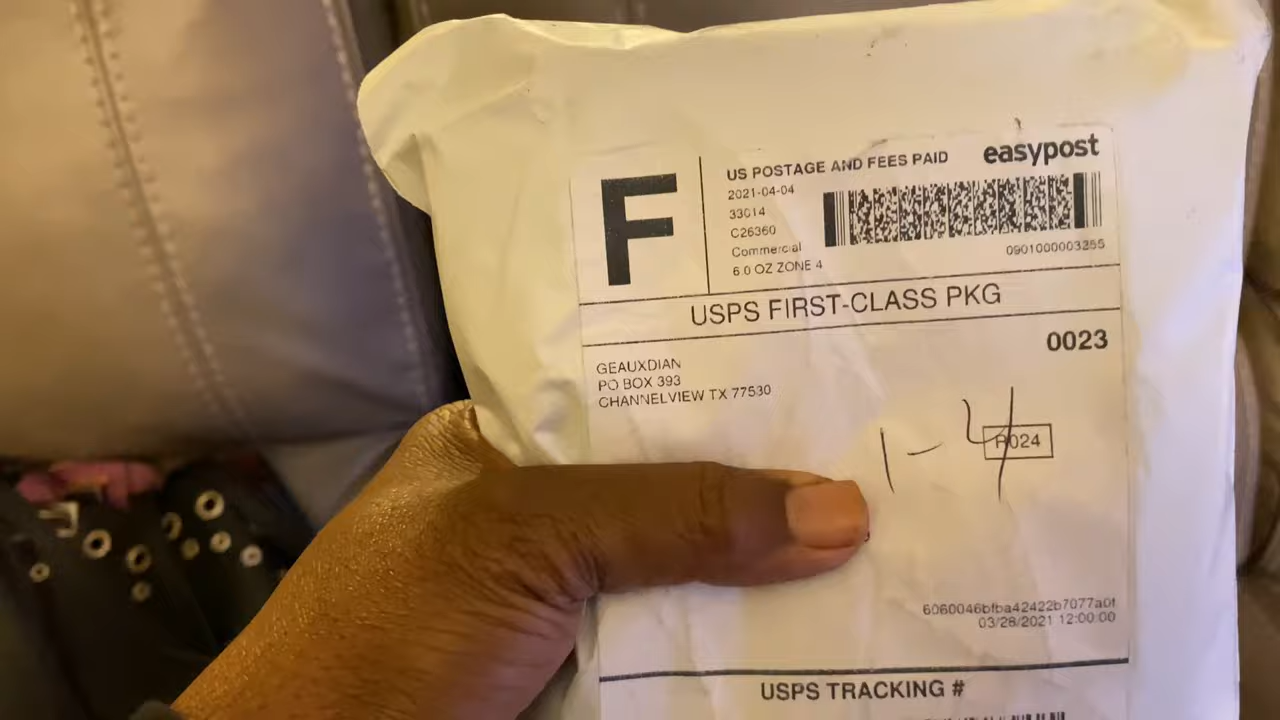 F
US POSTAGE AND FEES PAID
easypost
2021-04-04
33014
C26360
Commercial
6.0 OZ ZONE 4
0901000003255
USPS FIRST-CLASS PKG
0023
GEAUXDIAN
PO BOX 393
CHANNELVIEW TX 77530
1-4
R024
6060046bfba42422b7077a0f
03/28/2021 12:00:00
USPS TRACKING #